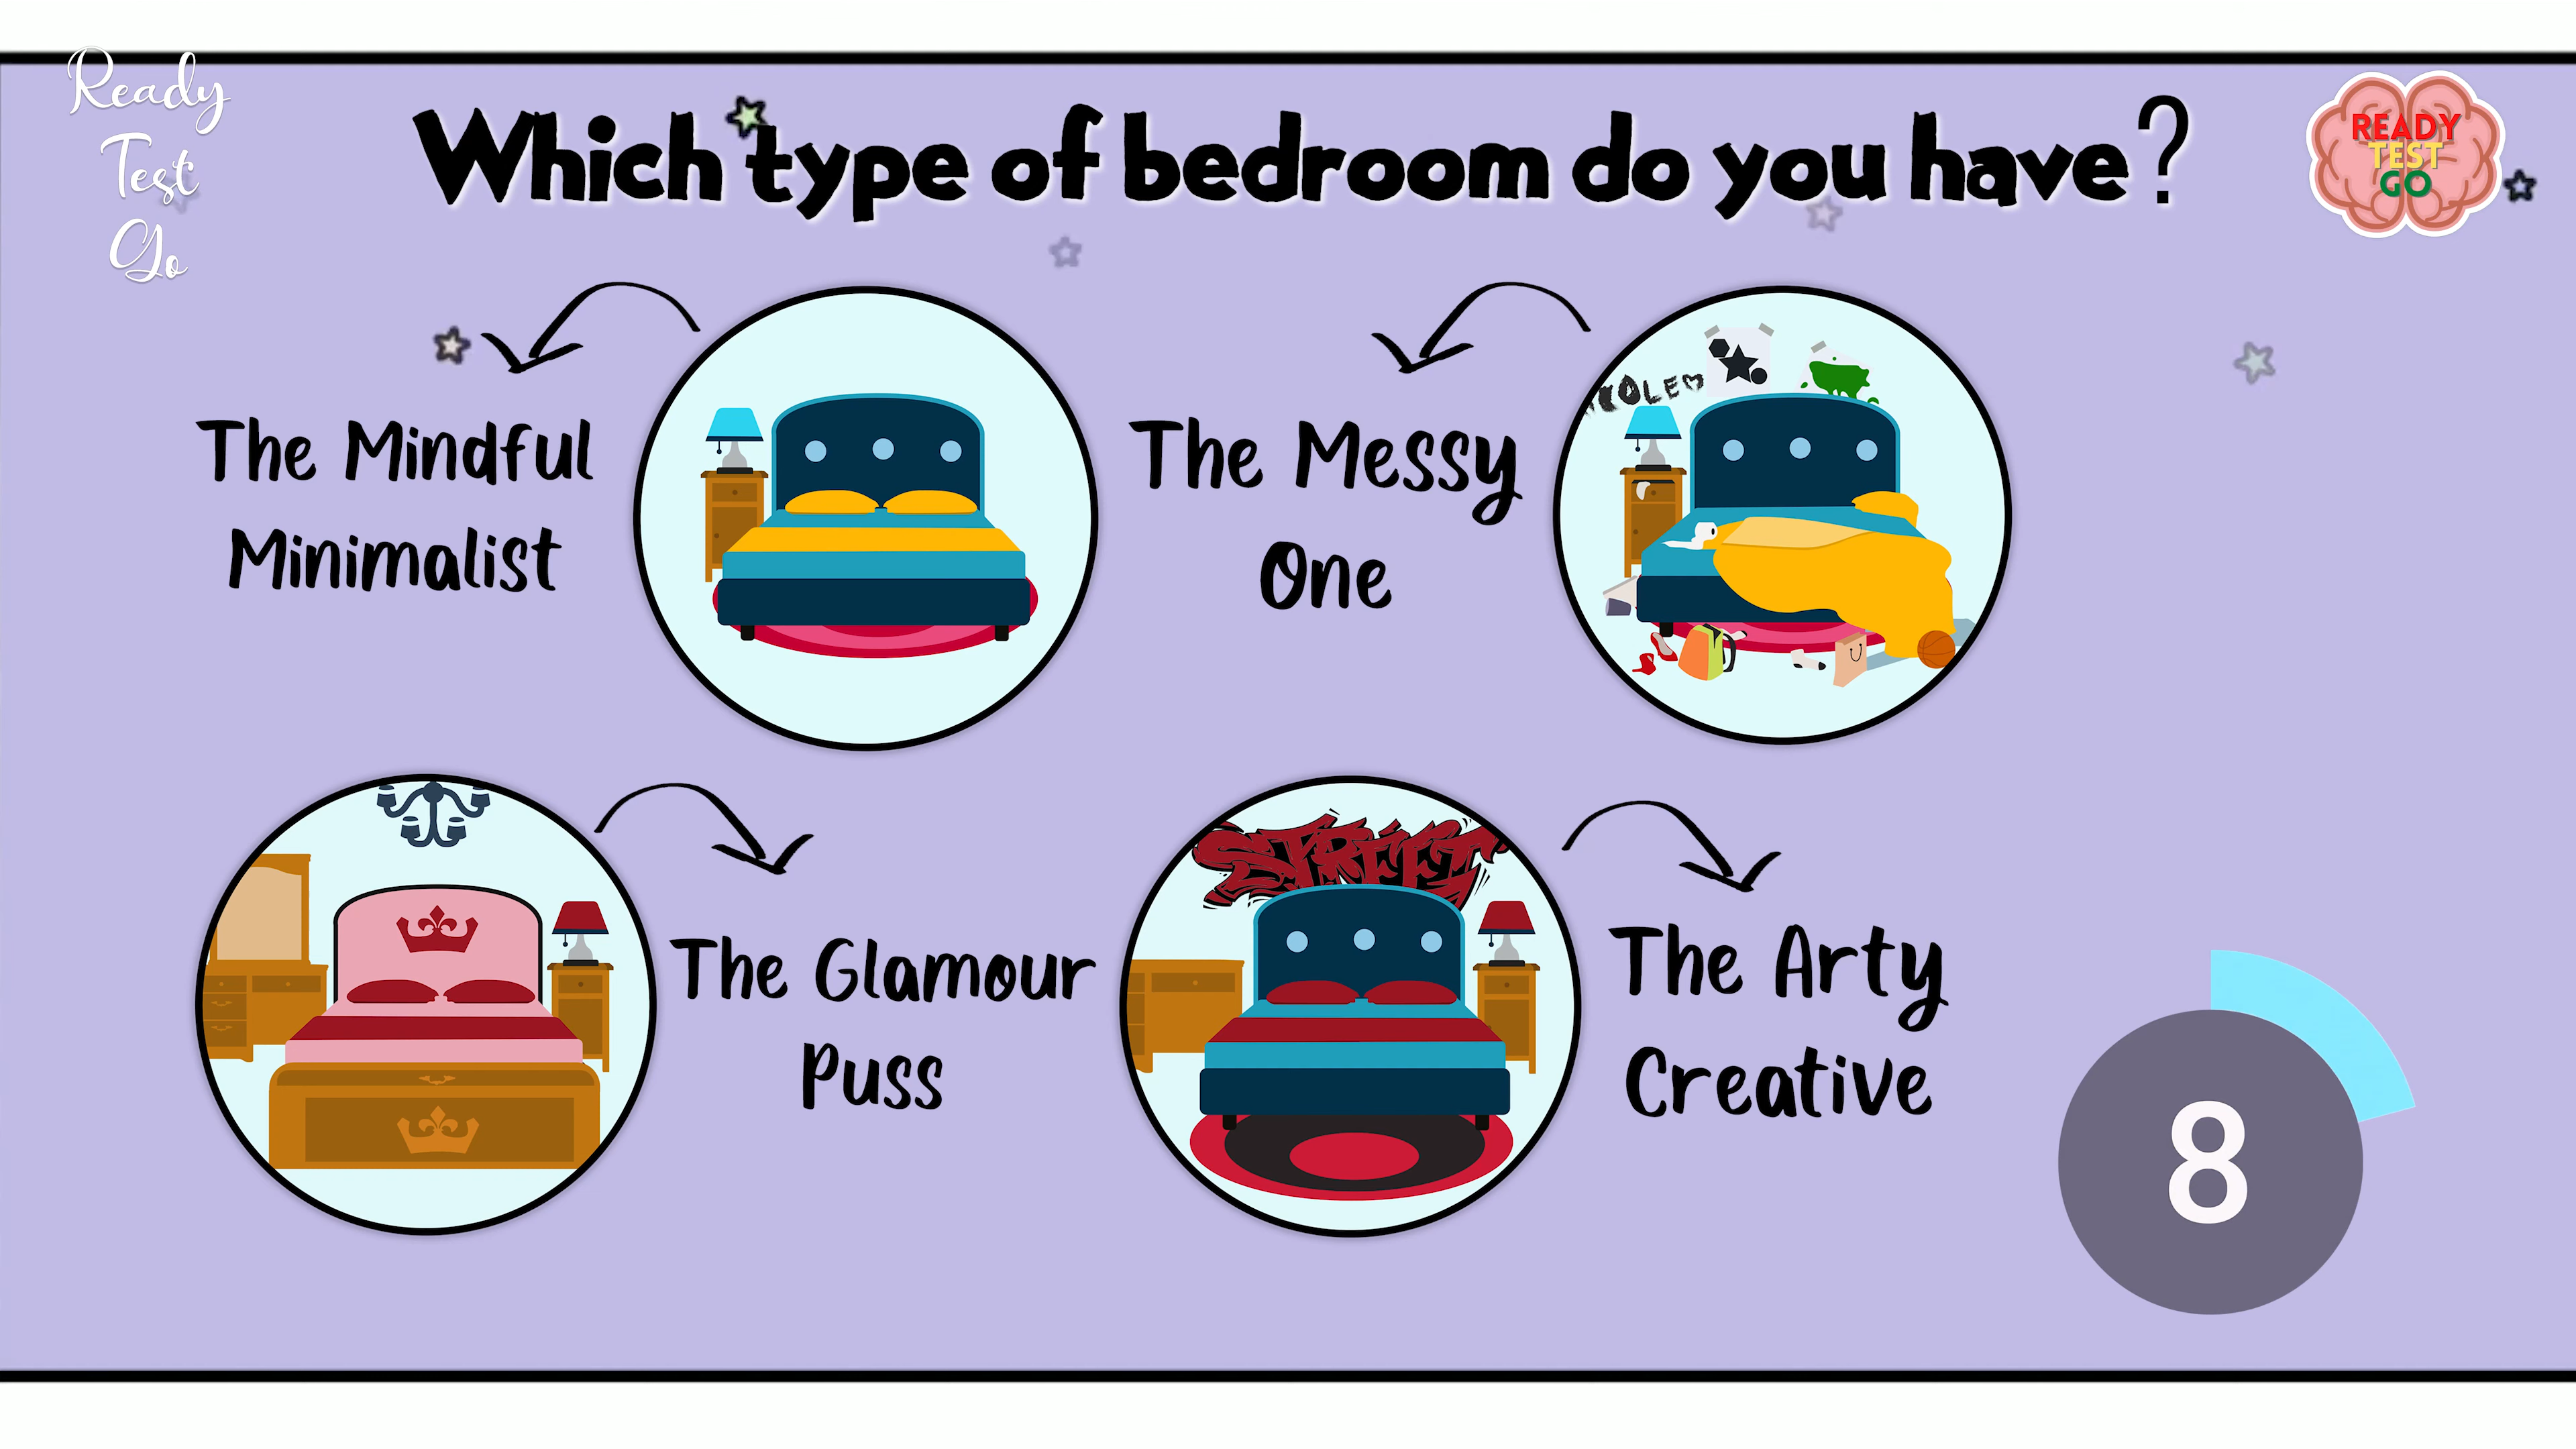 Ready
Test
Go
Which type of bedroom do you have?
READY
TEST
GO
The Mindful
Minimalist
The Messy
One
The Glamour
Puss
STREET
The Arty
Creative
8